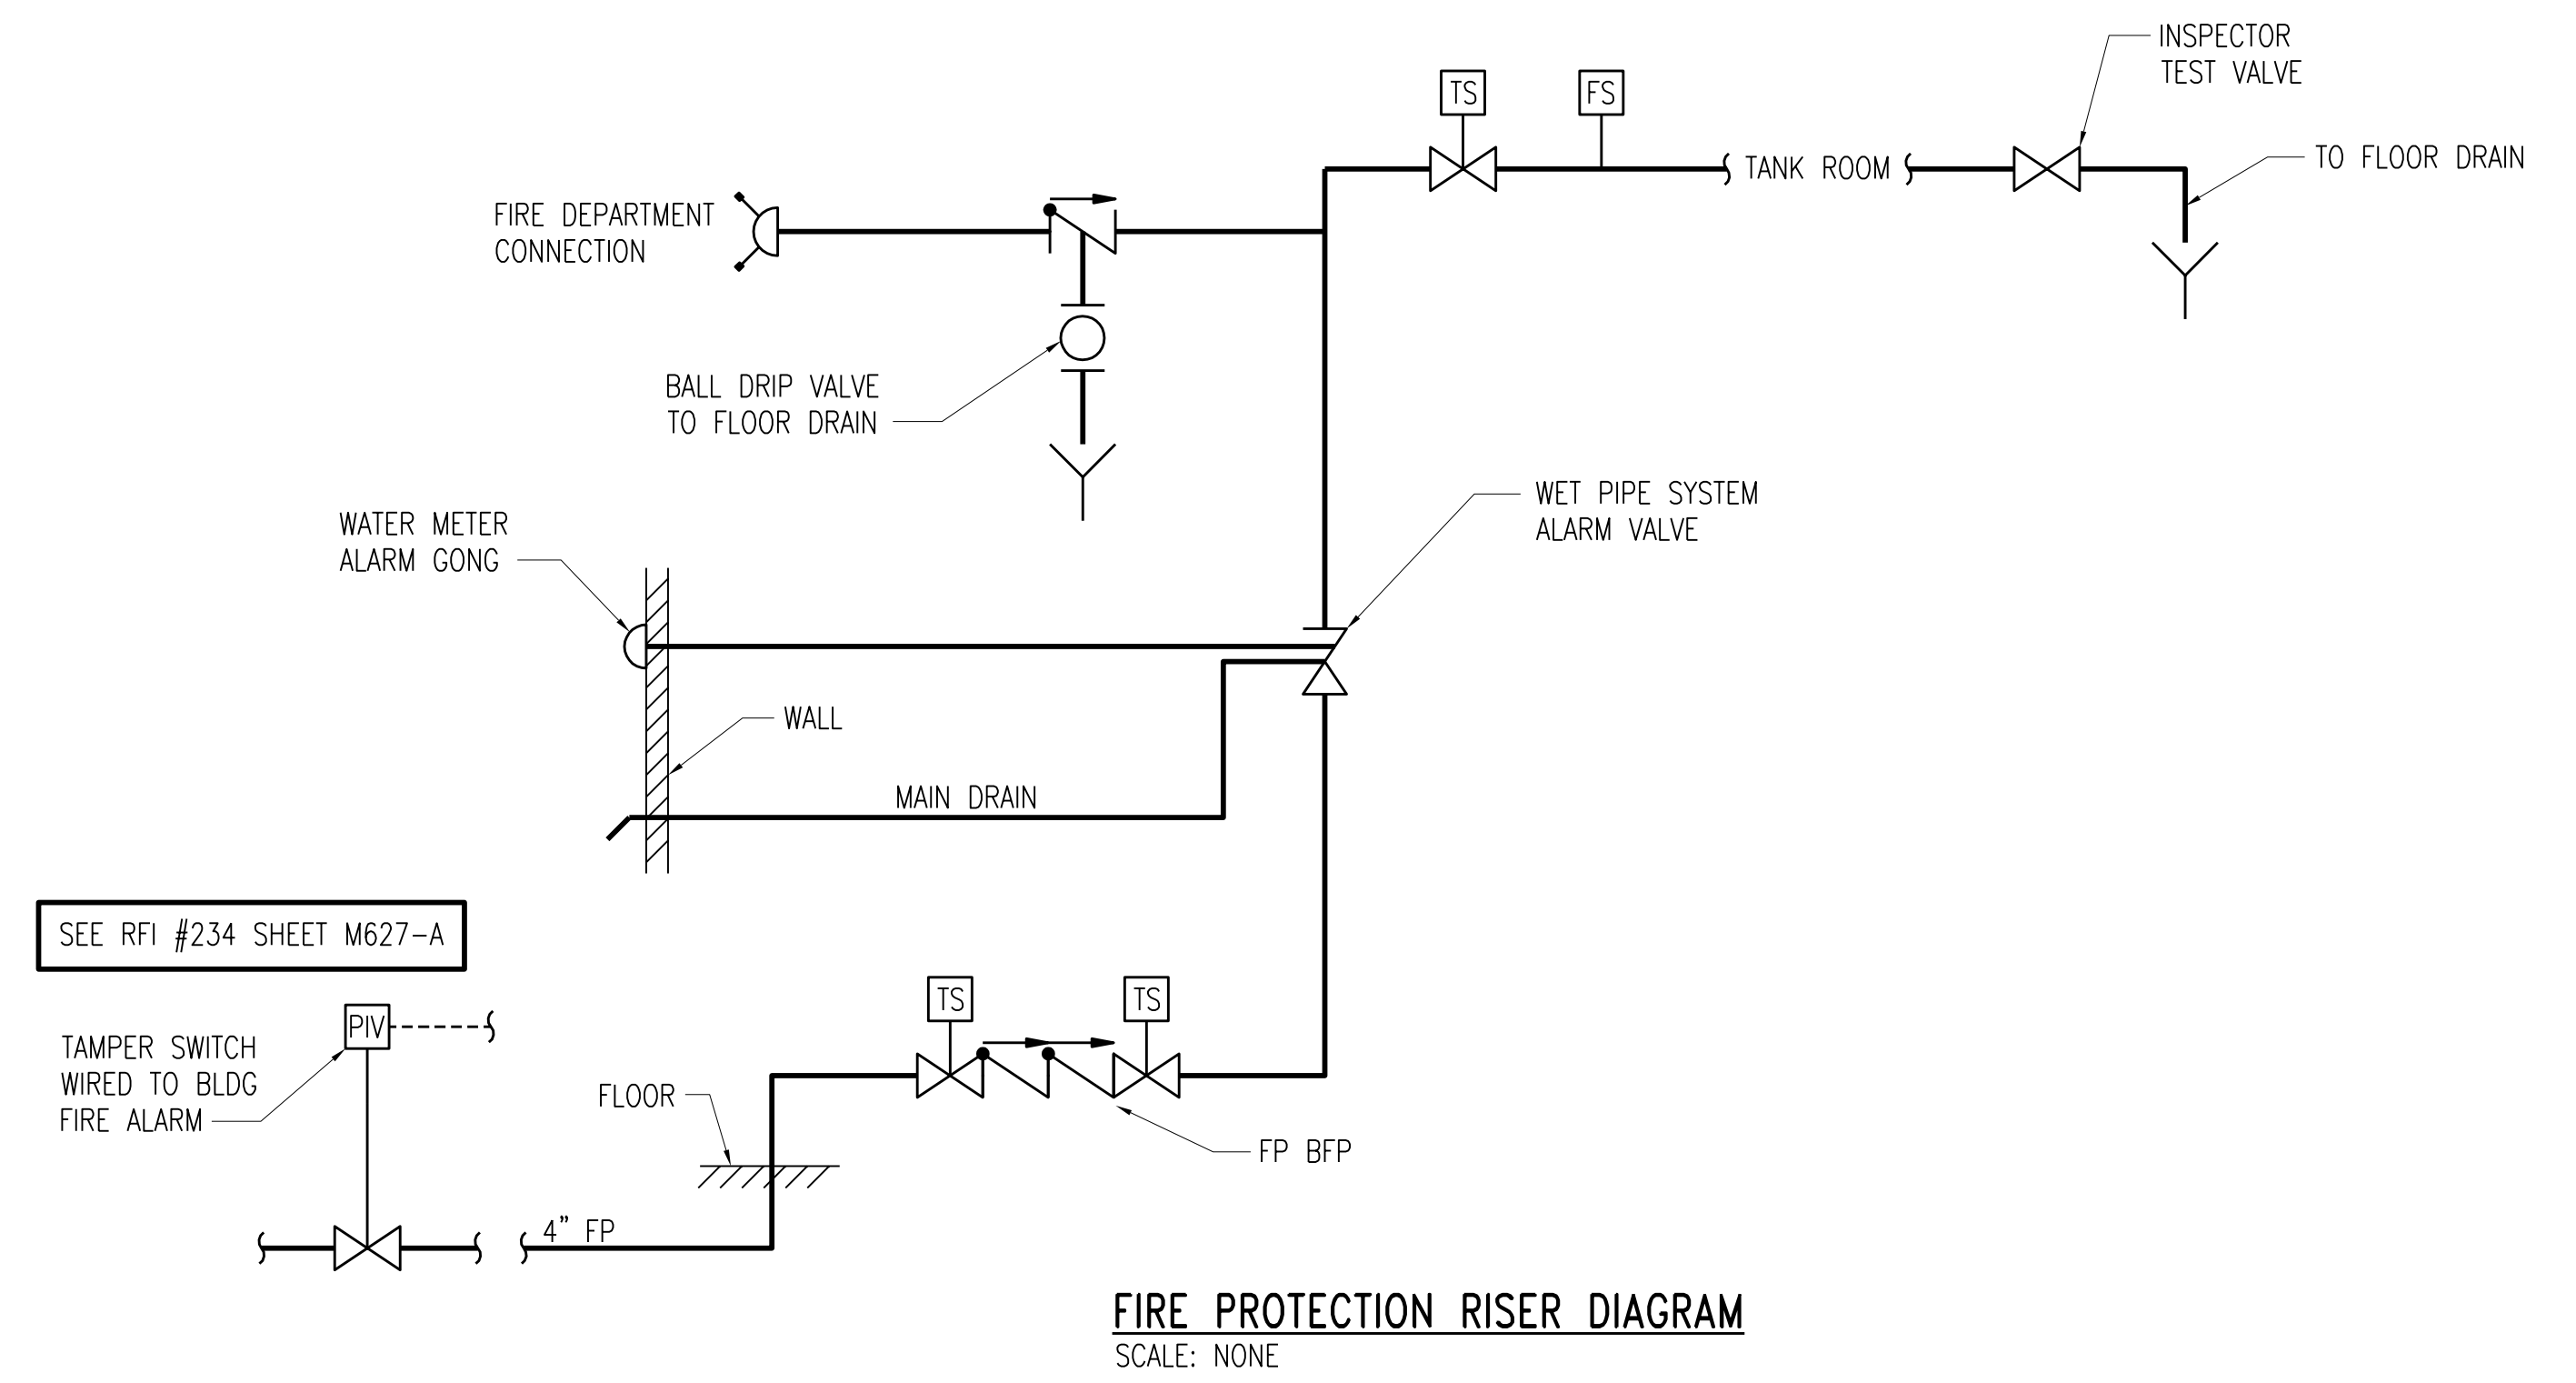 INSPECTOR
TEST VALVE
TS
FS
TANK ROOM
TO FLOOR DRAIN
FIRE DEPARTMENT
CONNECTION
BALL DRIP VALVE
TO FLOOR DRAIN
WET PIPE SYSTEM
ALARM VALVE
WATER METER
ALARM GONG
WALL
MAIN DRAIN
SEE RFI #234 SHEET M627-A
TS
TS
PIV
TAMPER SWITCH
WIRED TO BLDG
FIRE ALARM
FLOOR
FP BFP
4" FP
FIRE PROTECTION RISER DIAGRAM
SCALE: NONE